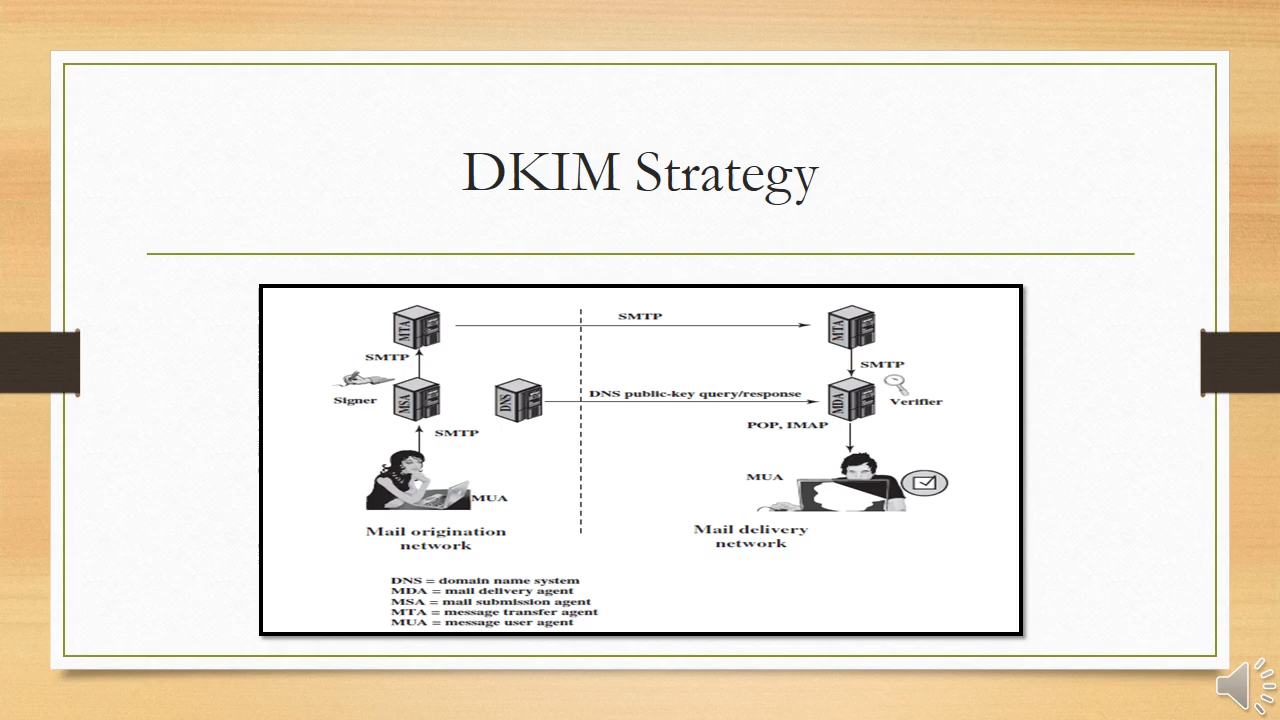 DKIM Strategy
MTA
SMTP
MTA
SMTP
SMTP
Signer
MSA
DNS
DNS public-key query/response
MDA
Verifier
SMTP
POP, IMAP
MUA
MUA
Mail origination
network
Mail delivery
network
DNS = domain name system
MDA = mail delivery agent
MSA = mail submission agent
MTA = message transfer agent
MUA = message user agent